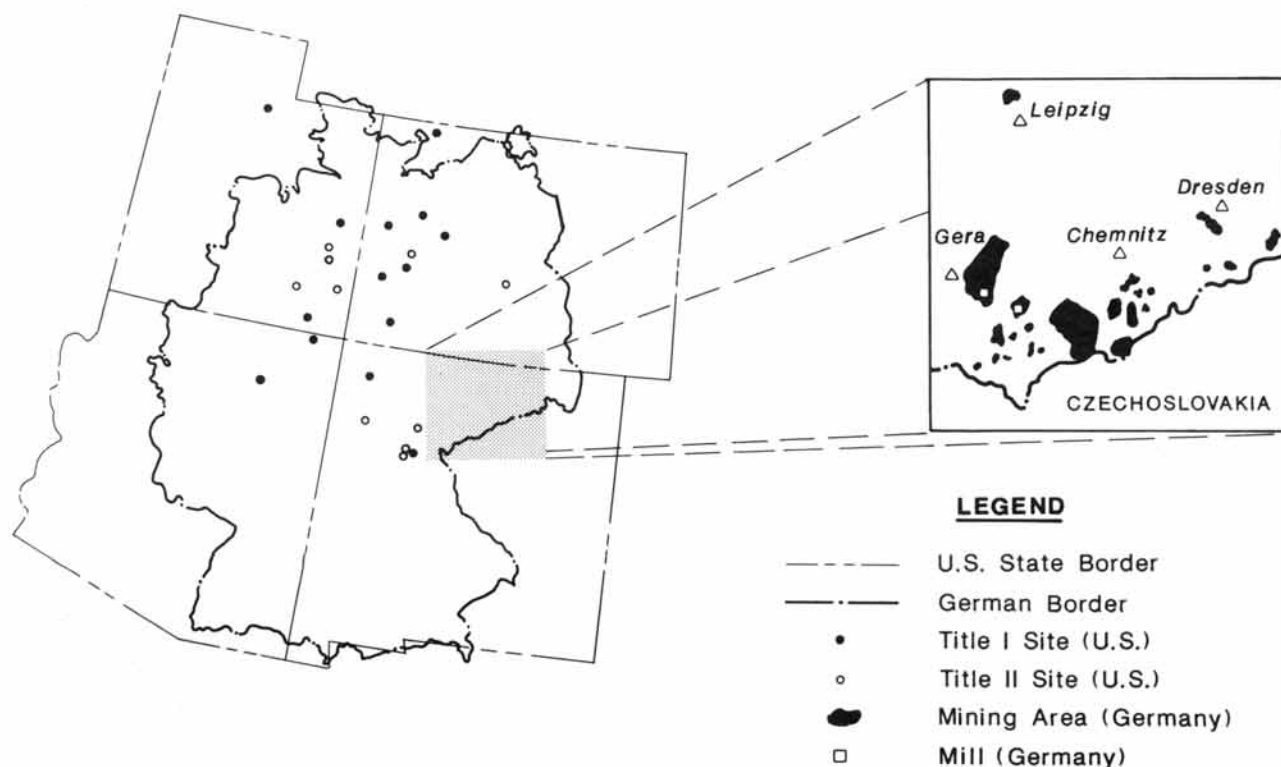 Leipzig
Dresden
Gera
Chemnitz
CZECHOSLOVAKIA
LEGEND
U.S. State Border
German Border
Title I Site (U.S.)
Title II Site (U.S.)
Mining Area (Germany)
Mill (Germany)